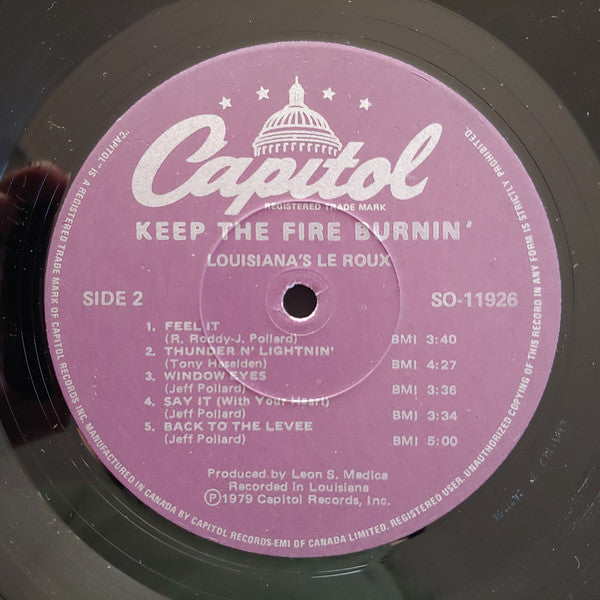 Capitol
REGISTERED TRADE MARK
KEEP THE FIRE BURNIN'
LOUISIANA'S LE ROUX
SIDE 2
SO-11926
1. FEEL IT
(R. Roddy-J. Pollard) BMI 3:40
2. THUNDER N' LIGHTNIN'
(Tony Haselden) BMI 4:27
3. WINDOW EYES
(Jeff Pollard) BMI 3:36
4. SAY IT (With Your Heart)
(Jeff Pollard) BMI 3:34
5. BACK TO THE LEVEE
(Jeff Pollard) BMI 5:00
Produced by Leon S. Medica
Recorded in Louisiana
Ⓟ1979 Capitol Records, Inc.
"CAPITOL" IS A REGISTERED TRADE MARK OF CAPITOL RECORDS INC. MANUFACTURED IN CANADA BY CAPITOL RECORDS-EMI OF CANADA LIMITED. REGISTERED USER. UNAUTHORIZED COPYING OF THIS RECORD IN ANY FORM IS STRICTLY PROHIBITED.